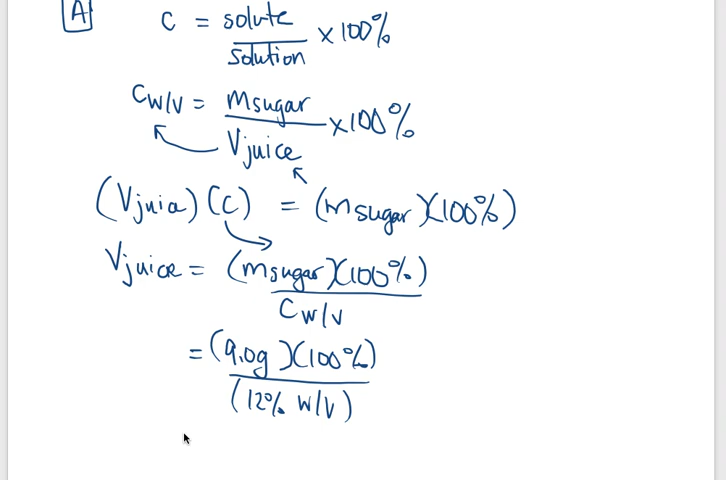 A C = solute / solution × 100%
Cw/v = msugar / Vjuice × 100%
(Vjuice)(C) = (msugar)(100%)
Vjuice = (msugar)(100%) / Cw/v
= (9.0g)(100%) / (12% w/v)